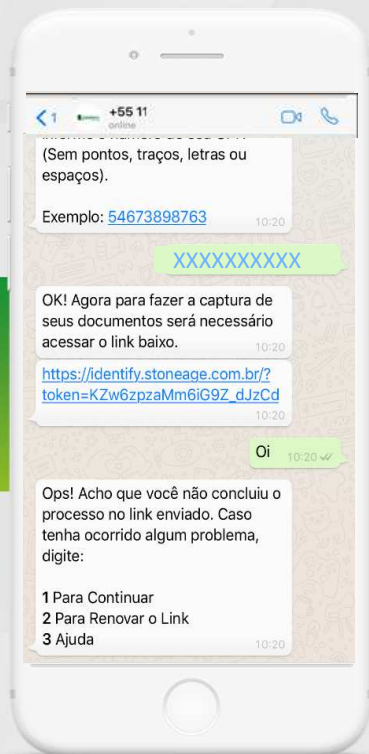 1
+55 11
online
(Sem pontos, traços, letras ou
espaços).
Exemplo: 54673898763
10:20
XXXXXXXXXX
OK! Agora para fazer a captura de
seus documentos será necessário
acessar o link baixo.
10:20
https://identify.stoneage.com.br/?
token=KZw6zpzaMm6iG9Z_dJzCd
10:20
Oi 10:20
Ops! Acho que você não concluiu o
processo no link enviado. Caso
tenha ocorrido algum problema,
digite:
1 Para Continuar
2 Para Renovar o Link
3 Ajuda
10:20